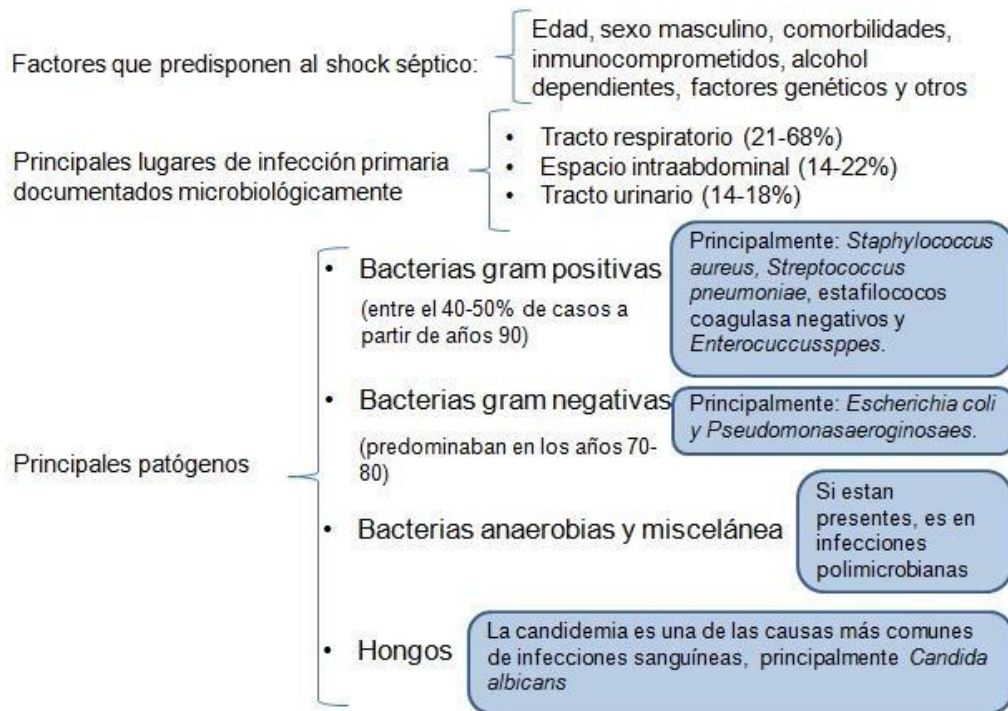 Factores que predisponen al shock séptico:
Edad, sexo masculino, comorbilidades,
inmunocomprometidos, alcohol
dependientes, factores genéticos y otros
Principales lugares de infección primaria
documentados microbiológicamente
• Tracto respiratorio (21-68%)
• Espacio intraabdominal (14-22%)
• Tracto urinario (14-18%)
Principales patógenos
• Bacterias gram positivas
(entre el 40-50% de casos a
partir de años 90)
Principalmente: Staphylococcus
aureus, Streptococcus
pneumoniae, estafilococos
coagulasa negativos y
Enterocuccussppes.
• Bacterias gram negativas
(predominaban en los años 70-
80)
Principalmente: Escherichia coli
y Pseudomonasaeroginosaes.
• Bacterias anaerobias y miscelánea
Si estan
presentes, es en
infecciones
polimicrobianas
• Hongos
La candidemia es una de las causas más comunes
de infecciones sanguíneas, principalmente Candida
albicans